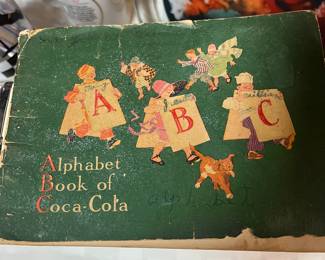 A
B
C
Alphabet
Book of
Coca-Cola